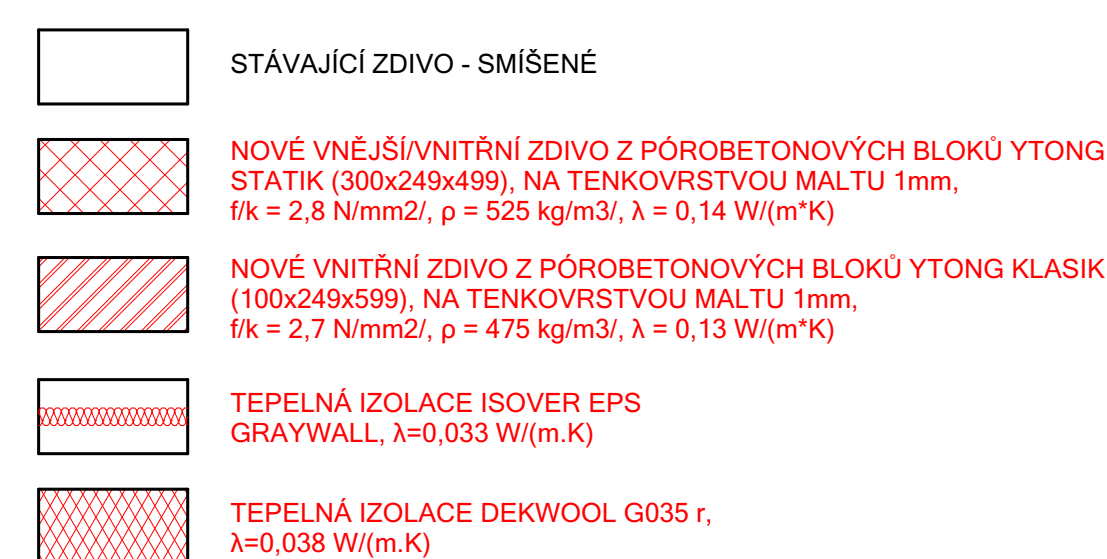 STÁVAJÍCÍ ZDIVO - SMÍŠENÉ
NOVÉ VNĚJŠÍ/VNITŘNÍ ZDIVO Z PÓROBETONOVÝCH BLOKŮ YTONG
STATIK (300x249x499), NA TENKOVRSTVOU MALTU 1mm,
f/k = 2,8 N/mm2/, ρ = 525 kg/m3/, λ = 0,14 W/(m*K)
NOVÉ VNITŘNÍ ZDIVO Z PÓROBETONOVÝCH BLOKŮ YTONG KLASIK
(100x249x599), NA TENKOVRSTVOU MALTU 1mm,
f/k = 2,7 N/mm2/, ρ = 475 kg/m3/, λ = 0,13 W/(m*K)
TEPELNÁ IZOLACE ISOVER EPS
GRAYWALL, λ=0,033 W/(m.K)
TEPELNÁ IZOLACE DEKWOOL G035 r,
λ=0,038 W/(m.K)